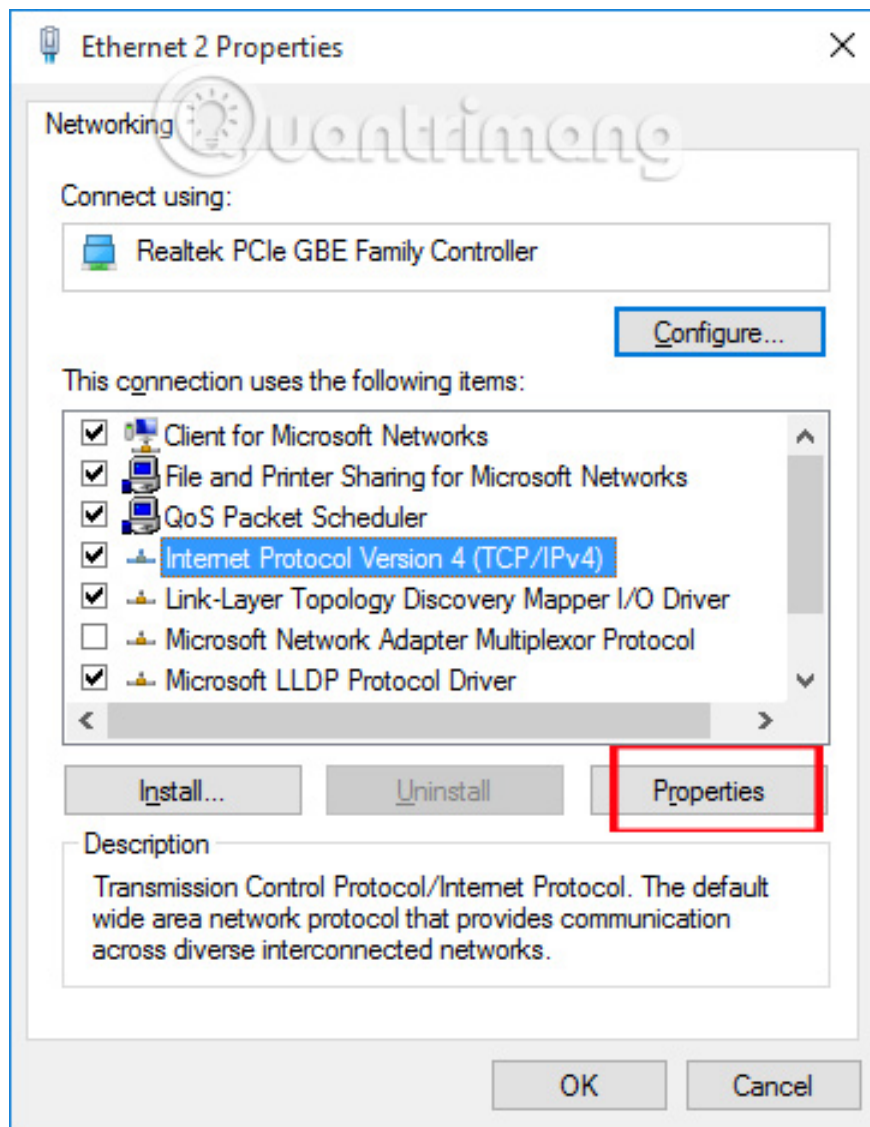 Ethernet 2 Properties
Quantrimang
Networking
Connect using:
Realtek PCIe GBE Family Controller
Configure...
This connection uses the following items:
Client for Microsoft Networks
File and Printer Sharing for Microsoft Networks
QoS Packet Scheduler
Internet Protocol Version 4 (TCP/IPv4)
Link-Layer Topology Discovery Mapper I/O Driver
Microsoft Network Adapter Multiplexor Protocol
Microsoft LLDP Protocol Driver
Install... Uninstall Properties
Description
Transmission Control Protocol/Internet Protocol. The default
wide area network protocol that provides communication
across diverse interconnected networks.
OK Cancel